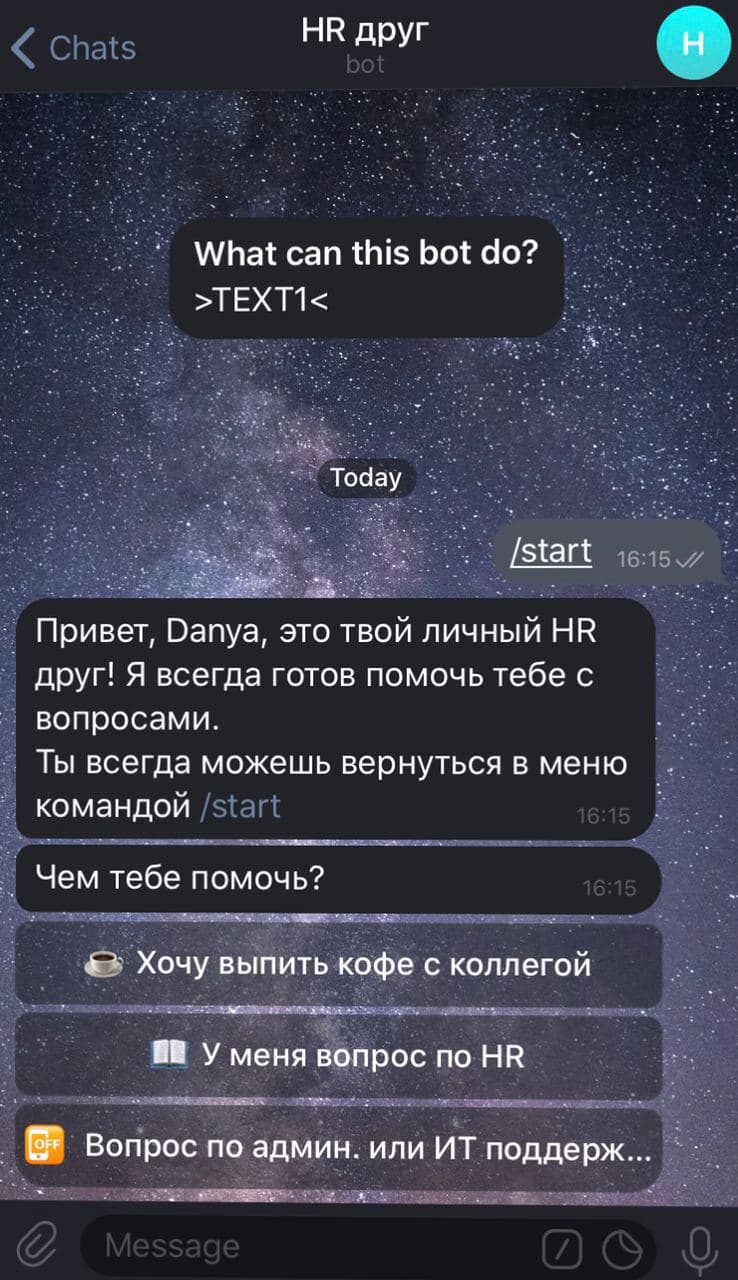 HR друг
Chats
bot
H
What can this bot do?
>TEXT1<
Today
/start 16:15
Привет, Danya, это твой личный HR
друг! Я всегда готов помочь тебе с
вопросами.
Ты всегда можешь вернуться в меню
командой /start
16:15
Чем тебе помочь?
16:15
Хочу выпить кофе с коллегой
У меня вопрос по HR
OFF Вопрос по админ. или ИТ поддерж...
Message